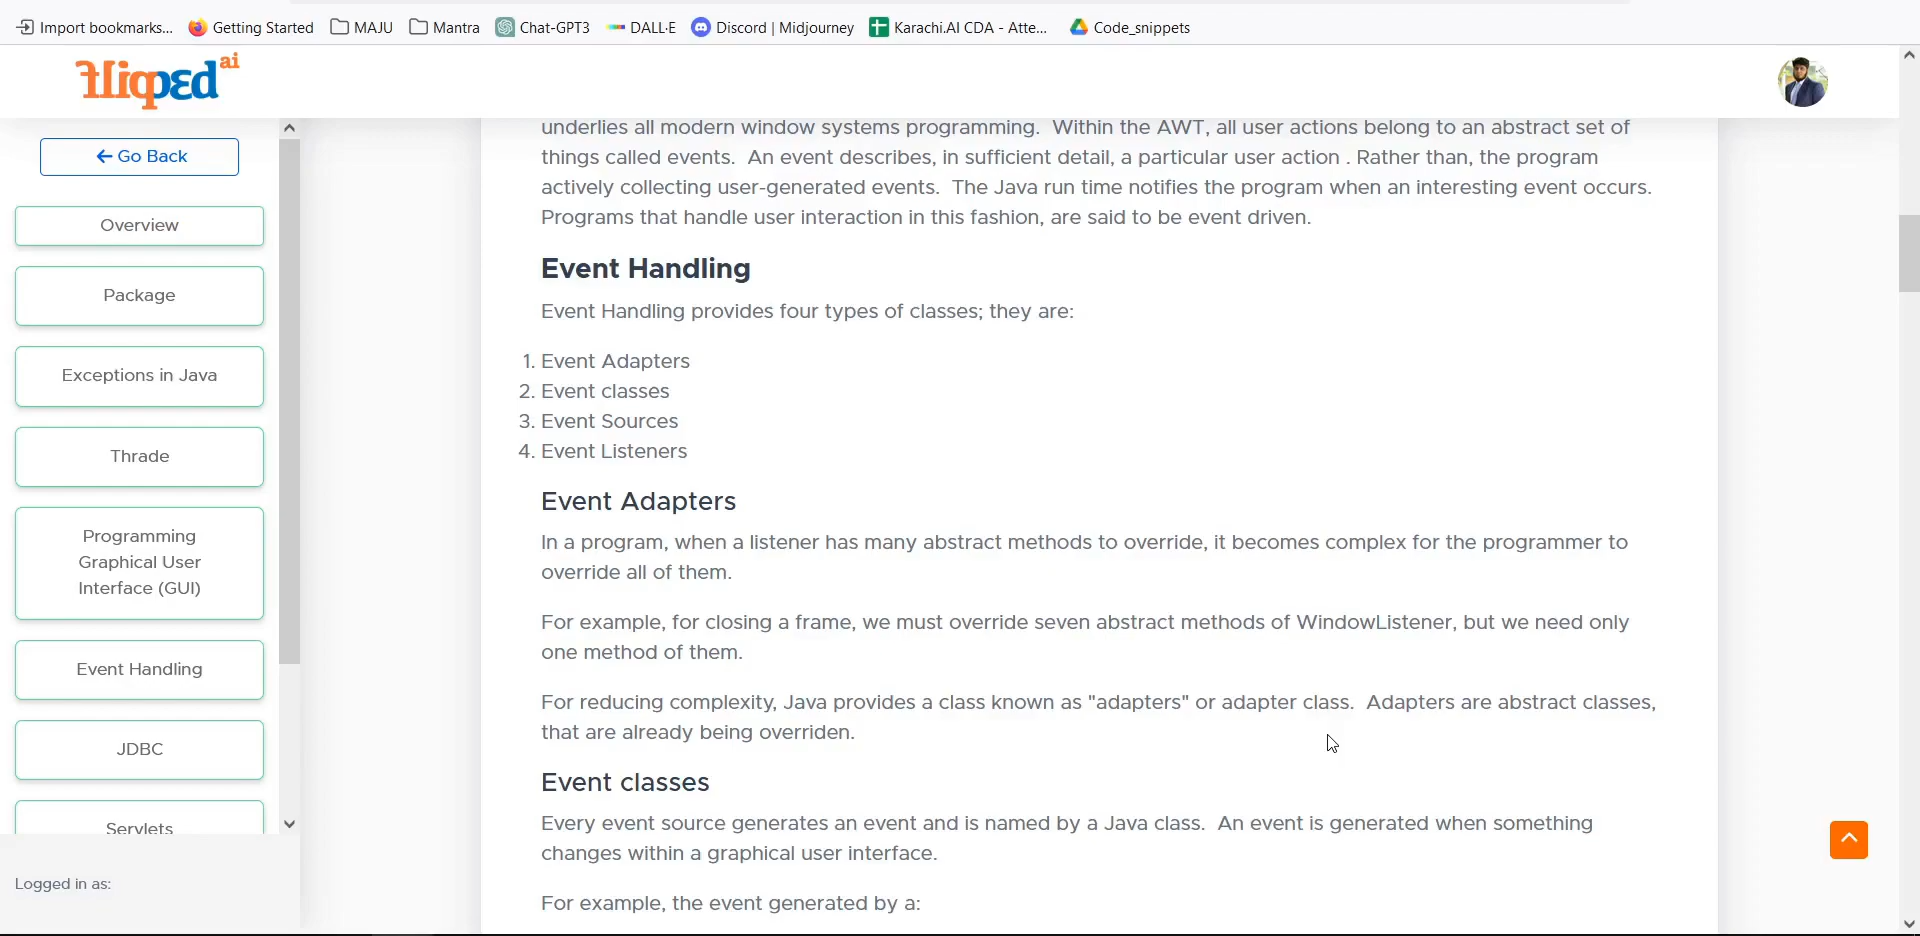 Import bookmarks... Getting Started MAJU Mantra Chat-GPT3 DALL·E Discord | Midjourney Karachi.AI CDA - Atte... Code_snippets
flipped ai
Go Back
Overview
Package
Exceptions in Java
Thrade
Programming
Graphical User
Interface (GUI)
Event Handling
JDBC
Servlets
Logged in as:
underlies all modern window systems programming.  Within the AWT, all user actions belong to an abstract set of
things called events.  An event describes, in sufficient detail, a particular user action . Rather than, the program
actively collecting user-generated events.  The Java run time notifies the program when an interesting event occurs.
Programs that handle user interaction in this fashion, are said to be event driven.
Event Handling
Event Handling provides four types of classes; they are:
1. Event Adapters
2. Event classes
3. Event Sources
4. Event Listeners
Event Adapters
In a program, when a listener has many abstract methods to override, it becomes complex for the programmer to
override all of them.
For example, for closing a frame, we must override seven abstract methods of WindowListener, but we need only
one method of them.
For reducing complexity, Java provides a class known as "adapters" or adapter class.  Adapters are abstract classes,
that are already being overriden.
Event classes
Every event source generates an event and is named by a Java class.  An event is generated when something
changes within a graphical user interface.
For example, the event generated by a: